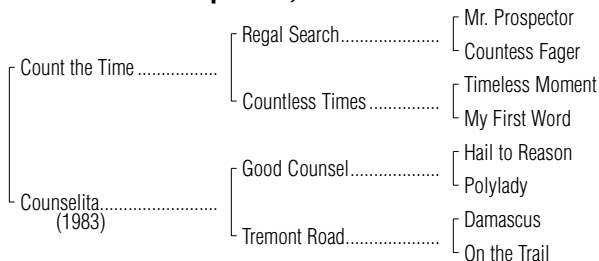 Mr. Prospector
Regal Search....................
Countess Fager
Count the Time ................
Timeless Moment
Countless Times ..............
My First Word
Hail to Reason
Good Counsel..................
Polylady
Counselita.......................
(1983)
Damascus
Tremont Road...................
On the Trail